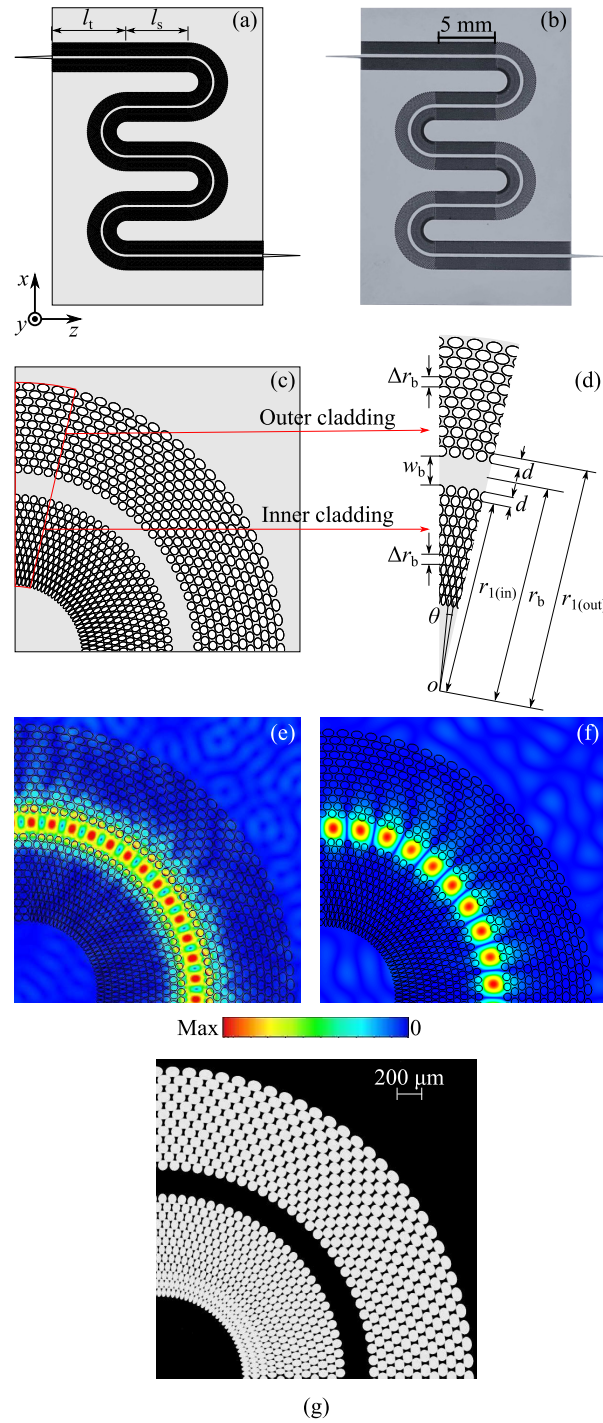 (a)
l_t
l_s
(b)
5 mm
x
y
z
(c)
Outer cladding
Inner cladding
(d)
Δr_b
w_b
Δr_b
d
d
r_1(in)
r_b
r_1(out)
θ
o
(e)
(f)
Max
0
200 μm
(g)